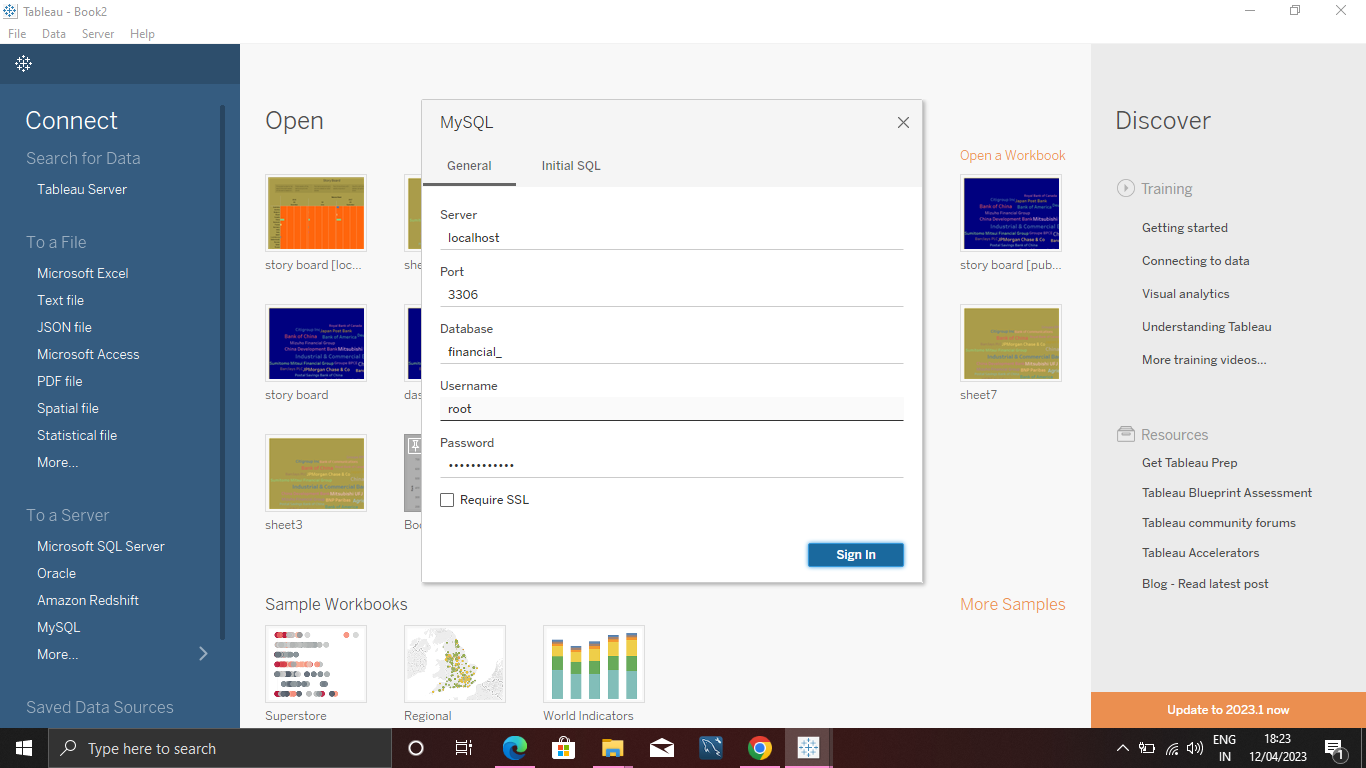 Tableau - Book2
File Data Server Help
Connect
Search for Data
Tableau Server
To a File
Microsoft Excel
Text file
JSON file
Microsoft Access
PDF file
Spatial file
Statistical file
More...
To a Server
Microsoft SQL Server
Oracle
Amazon Redshift
MySQL
More...
Saved Data Sources
Open
Open a Workbook
story board [loc...
she
story board [pub...
story board
das
sheet7
sheet3
Boo
MySQL
General Initial SQL
Server
localhost
Port
3306
Database
financial_
Username
root
Password
••••••••••••
Require SSL
Sign In
Sample Workbooks
More Samples
Superstore
Regional
World Indicators
Discover
Training
Getting started
Connecting to data
Visual analytics
Understanding Tableau
More training videos...
Resources
Get Tableau Prep
Tableau Blueprint Assessment
Tableau community forums
Tableau Accelerators
Blog - Read latest post
Update to 2023.1 now
Type here to search
ENG
IN
18:23
12/04/2023
1